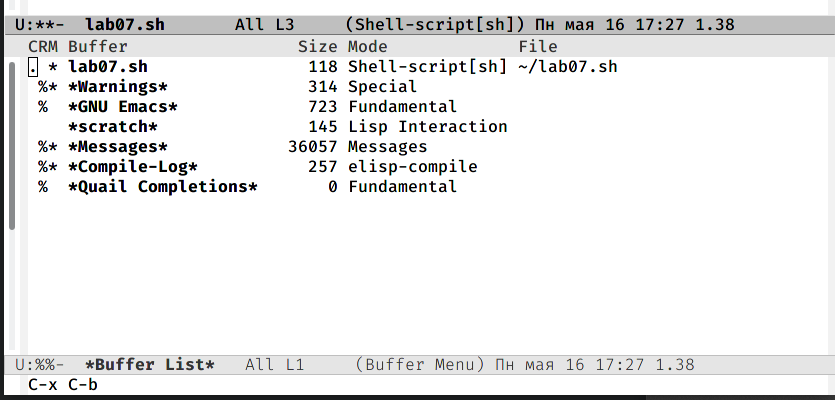 U:**-  lab07.sh       All L3     (Shell-script[sh]) Пн мая 16 17:27 1.38
CRM Buffer                 Size Mode             File
. * lab07.sh                118 Shell-script[sh] ~/lab07.sh
 %* *Warnings*              314 Special
 %  *GNU Emacs*             723 Fundamental
    *scratch*               145 Lisp Interaction
 %* *Messages*            36057 Messages
 %* *Compile-Log*           257 elisp-compile
 %  *Quail Completions*       0 Fundamental
U:%%-  *Buffer List*   All L1     (Buffer Menu) Пн мая 16 17:27 1.38
C-x C-b